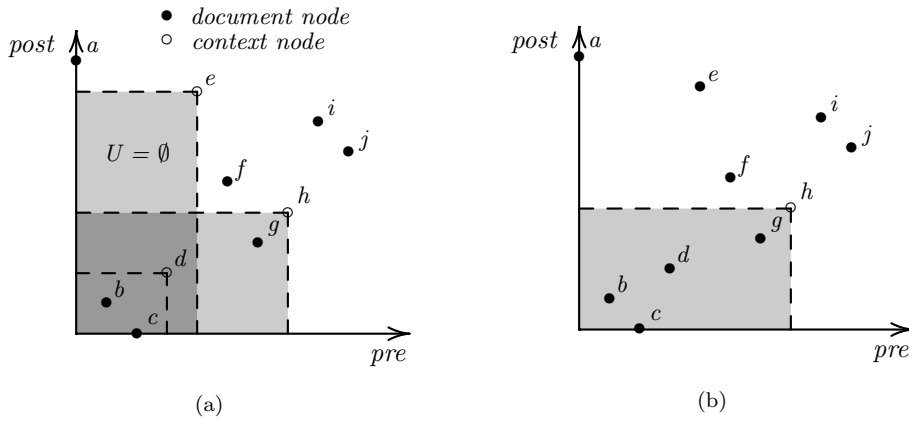 ● document node
○ context node
post
a
e
i
j
U = ∅
f
h
g
d
b
c
pre
(a)
post
a
e
i
j
f
h
g
d
b
c
pre
(b)